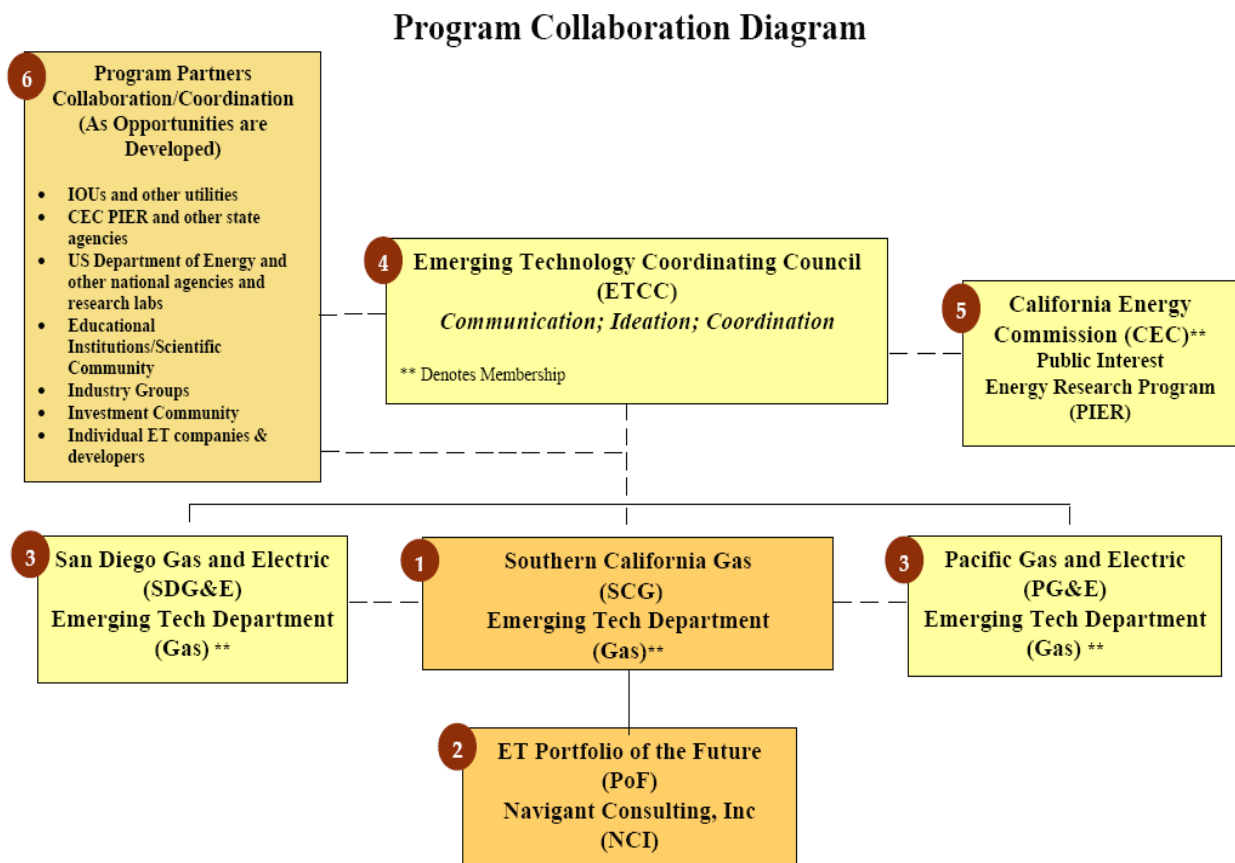 Program Collaboration Diagram
6
Program Partners
Collaboration/Coordination
(As Opportunities are
Developed)
• IOUs and other utilities
• CEC PIER and other state
agencies
• US Department of Energy and
other national agencies and
research labs
• Educational
Institutions/Scientific
Community
• Industry Groups
• Investment Community
• Individual ET companies &
developers
4
Emerging Technology Coordinating Council
(ETCC)
Communication; Ideation; Coordination
** Denotes Membership
5
California Energy
Commission (CEC)**
Public Interest
Energy Research Program
(PIER)
3
San Diego Gas and Electric
(SDG&E)
Emerging Tech Department
(Gas) **
1
Southern California Gas
(SCG)
Emerging Tech Department
(Gas)**
3
Pacific Gas and Electric
(PG&E)
Emerging Tech Department
(Gas) **
2
ET Portfolio of the Future
(PoF)
Navigant Consulting, Inc
(NCI)